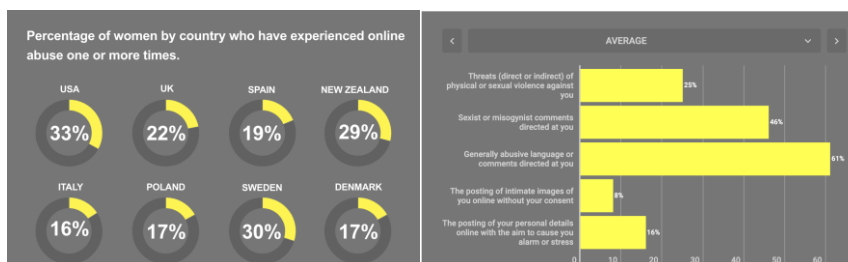 Percentage of women by country who have experienced online
abuse one or more times.
USA
UK
SPAIN
NEW ZEALAND
33%
22%
19%
29%
ITALY
POLAND
SWEDEN
DENMARK
16%
17%
30%
17%
AVERAGE
Threats (direct or indirect) of
physical or sexual violence against
you
25%
Sexist or misogynist comments
directed at you
46%
Generally abusive language or
comments directed at you
61%
The posting of intimate images of
you online without your consent
8%
The posting of your personal details
online with the aim to cause you
alarm or stress
16%
0 10 20 30 40 50 60